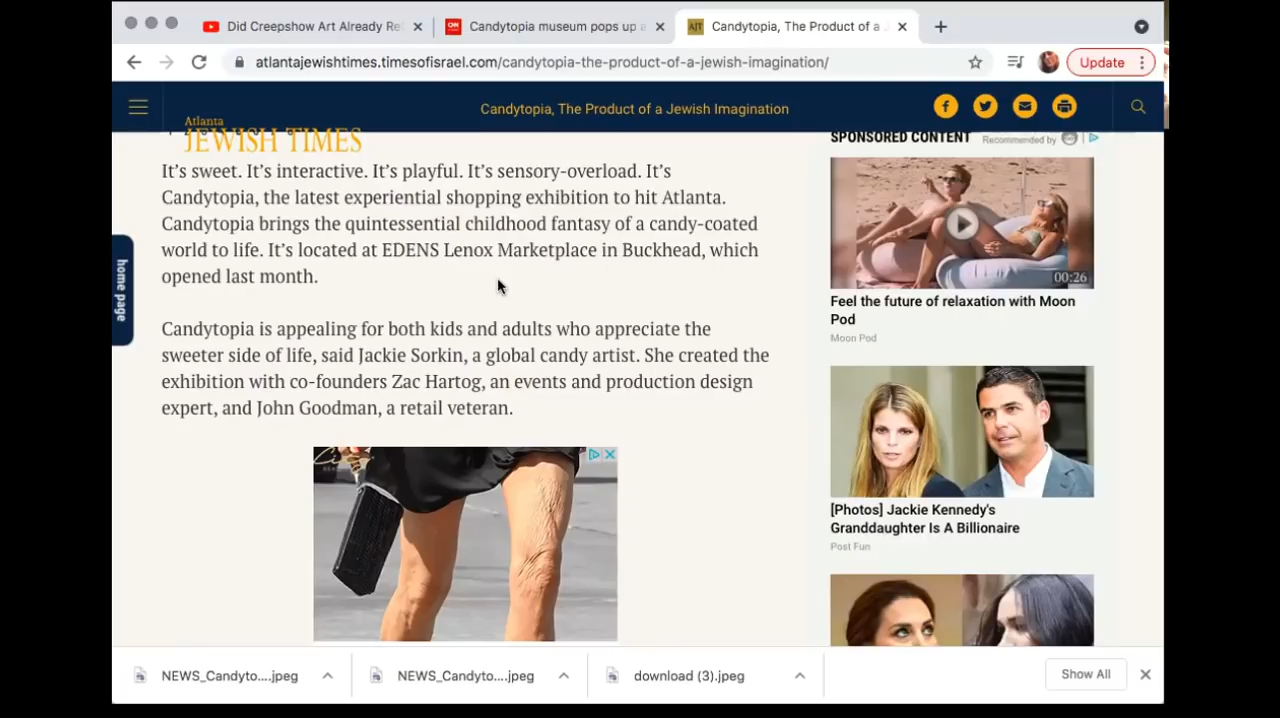 Did Creepshow Art Already Re
Candytopia museum pops up a
Candytopia, The Product of a J
atlantajewishtimes.timesofisrael.com/candytopia-the-product-of-a-jewish-imagination/
Update
Candytopia, The Product of a Jewish Imagination
Atlanta
JEWISH TIMES
home page
It's sweet. It's interactive. It's playful. It's sensory-overload. It's
Candytopia, the latest experiential shopping exhibition to hit Atlanta.
Candytopia brings the quintessential childhood fantasy of a candy-coated
world to life. It's located at EDENS Lenox Marketplace in Buckhead, which
opened last month.
Candytopia is appealing for both kids and adults who appreciate the
sweeter side of life, said Jackie Sorkin, a global candy artist. She created the
exhibition with co-founders Zac Hartog, an events and production design
expert, and John Goodman, a retail veteran.
SPONSORED CONTENT
Recommended by
00:26
Feel the future of relaxation with Moon
Pod
Moon Pod
[Photos] Jackie Kennedy's
Granddaughter Is A Billionaire
Post Fun
NEWS_Candyto....jpeg
NEWS_Candyto....jpeg
download (3).jpeg
Show All